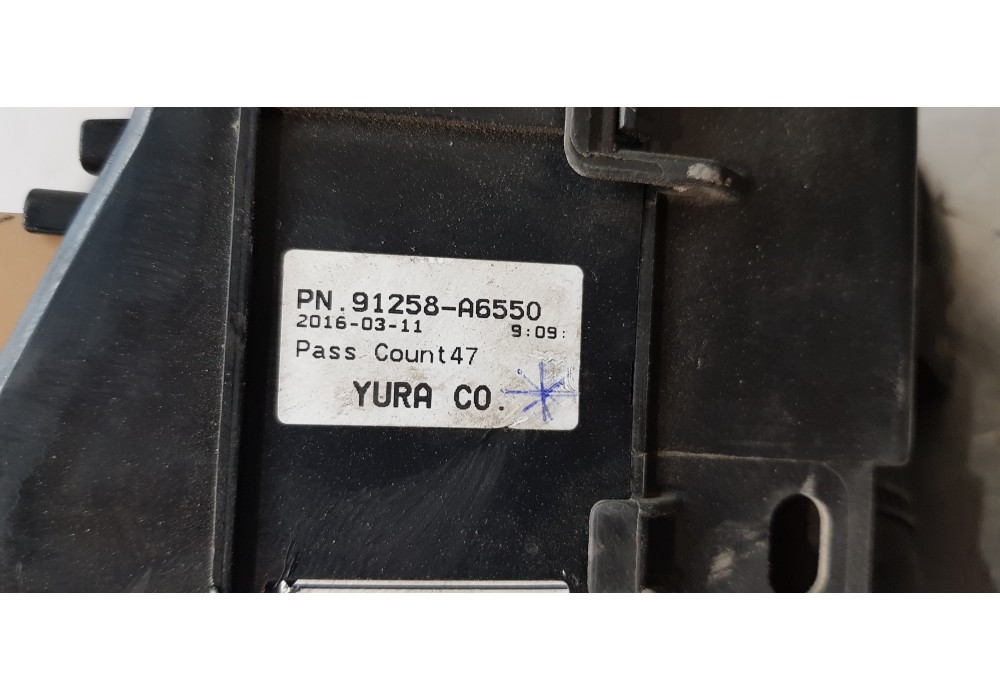 PN.91258-A6550
2016-03-11 9:09:
Pass Count47
YURA CO.